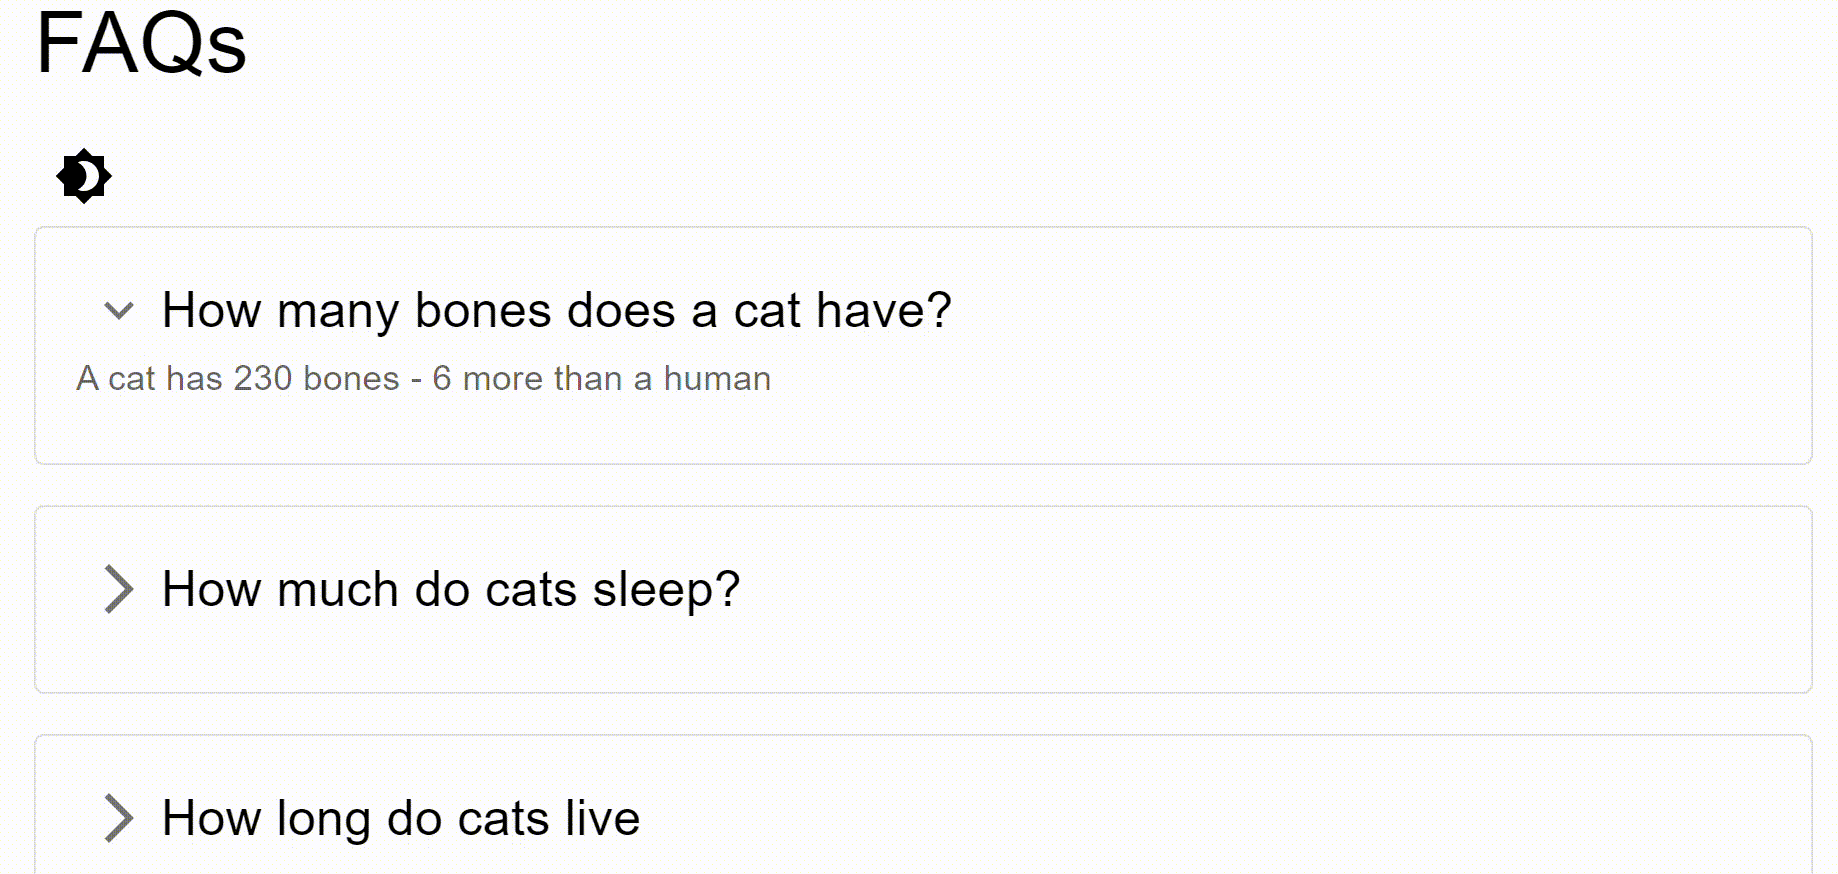 FAQs
How many bones does a cat have?
A cat has 230 bones - 6 more than a human
How much do cats sleep?
How long do cats live